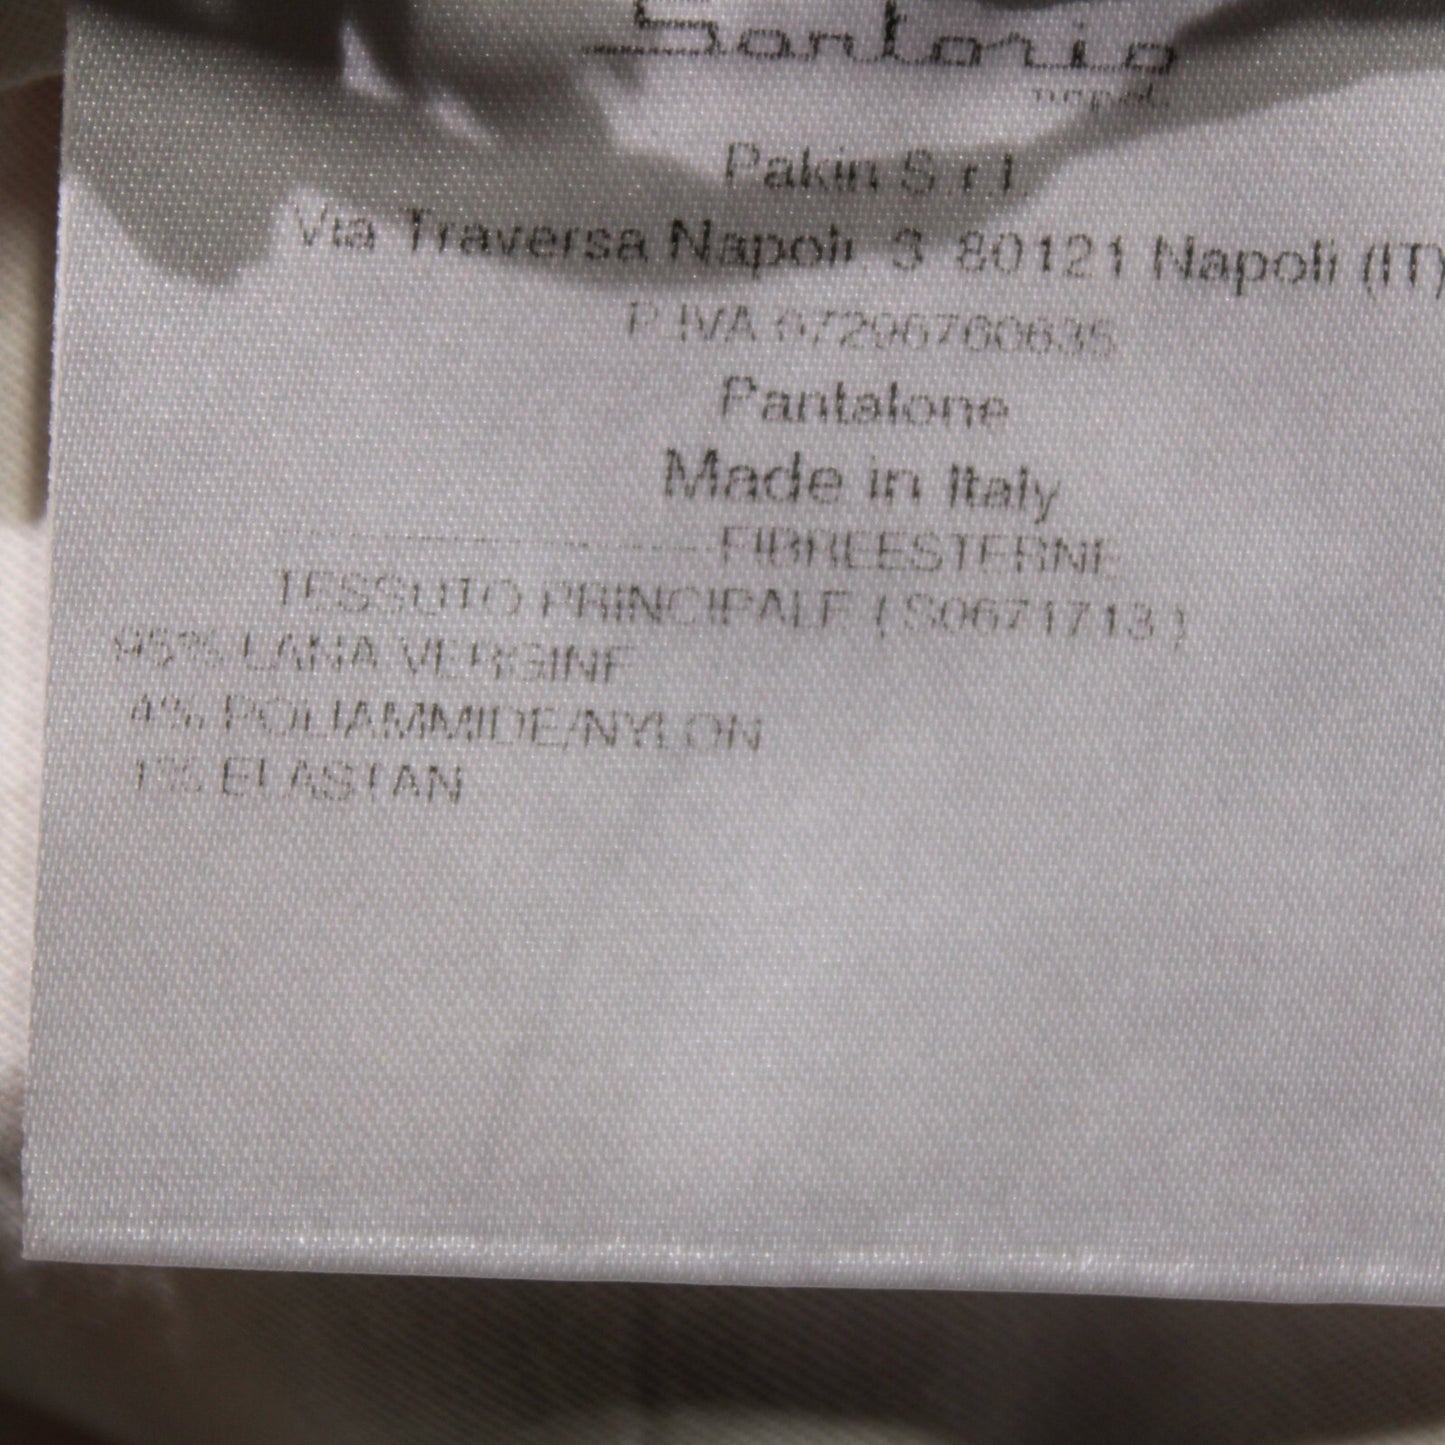 Sartorio
napoli
Pakin S.r.l.
Via Traversa Napoli, 3 80121 Napoli (IT)
P.IVA 07296760635
Pantalone
Made in Italy
FIBREESTERNE
TESSUTO PRINCIPALE ( S0671713 )
95% LANA VERGINE
4% POLIAMMIDE/NYLON
1% ELASTAN